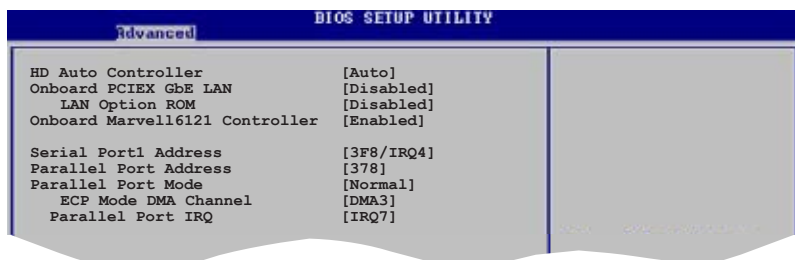 BIOS SETUP UTILITY
Advanced
HD Auto Controller [Auto]
Onboard PCIEX GbE LAN [Disabled]
LAN Option ROM [Disabled]
Onboard Marvell6121 Controller [Enabled]
Serial Port1 Address [3F8/IRQ4]
Parallel Port Address [378]
Parallel Port Mode [Normal]
ECP Mode DMA Channel [DMA3]
Parallel Port IRQ [IRQ7]